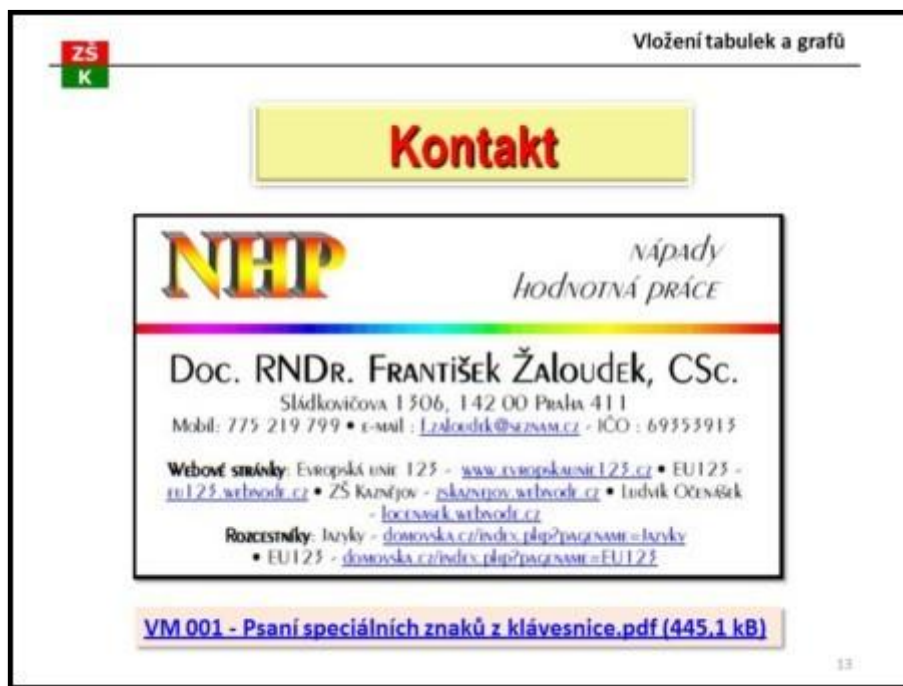 Vložení tabulek a grafů
ZŠ
K
Kontakt
NHP
nápady
hodnotná práce
Doc. RNDr. František Žaloudek, CSc.
Sládkovičova 1306, 142 00 Praha 411
Mobil: 775 219 799 • e-mail : f.zaloudek@seznam.cz - IČO : 69353913
Webové stránky: Evropská unie 123 - www.evropskaunie123.cz • EU123 -
eu123.webnode.cz • ZŠ Kaznějov - zskaznejov.webnode.cz • Ludvík Očenášek
- locenasek.webnode.cz
Rozcestníky: Jazyky - domovska.cz/index.php?pagename=Jazyky
• EU123 - domovska.cz/index.php?pagename=EU123
VM 001 - Psaní speciálních znaků z klávesnice.pdf (445,1 kB)
13